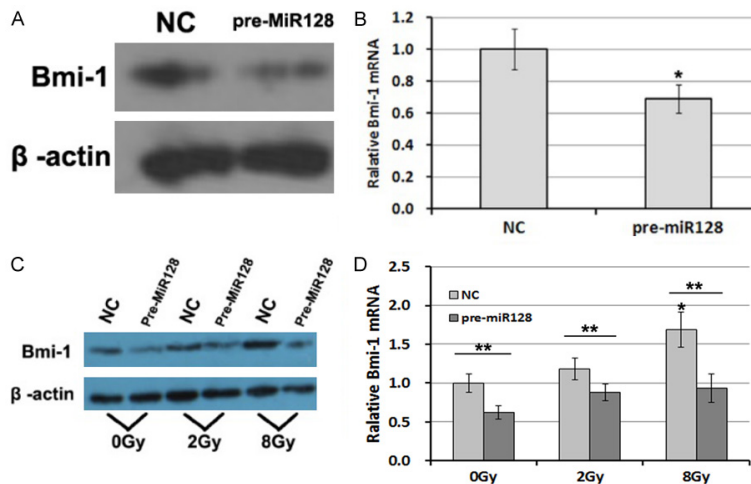 A
NC
pre-MiR128
Bmi-1
β -actin
B
Ralative Bmi-1 mRNA
1.2
1.0
0.8
0.6
0.4
0.2
0.0
*
NC
pre-miR128
C
NC
Pre-MiR128
NC
Pre-MiR128
NC
Pre-MiR128
Bmi-1
β -actin
0Gy
2Gy
8Gy
D
Ralative Bmi-1 mRNA
2.5
2.0
1.5
1.0
0.5
0.0
NC
pre-miR128
**
**
**
*
0Gy
2Gy
8Gy